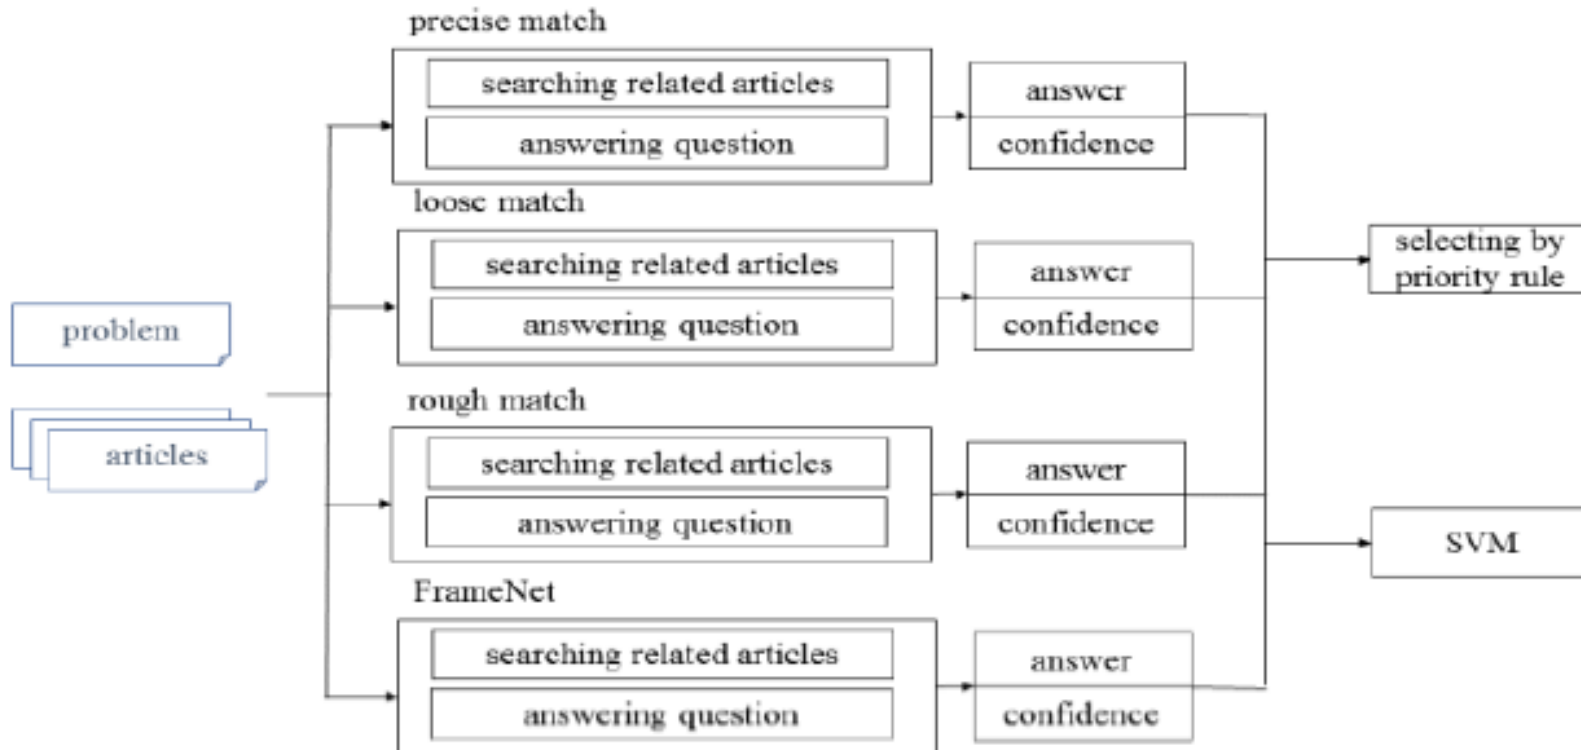 problem
articles
precise match
searching related articles
answering question
answer
confidence
loose match
searching related articles
answering question
answer
confidence
rough match
searching related articles
answering question
answer
confidence
FrameNet
searching related articles
answering question
answer
confidence
selecting by
priority rule
SVM